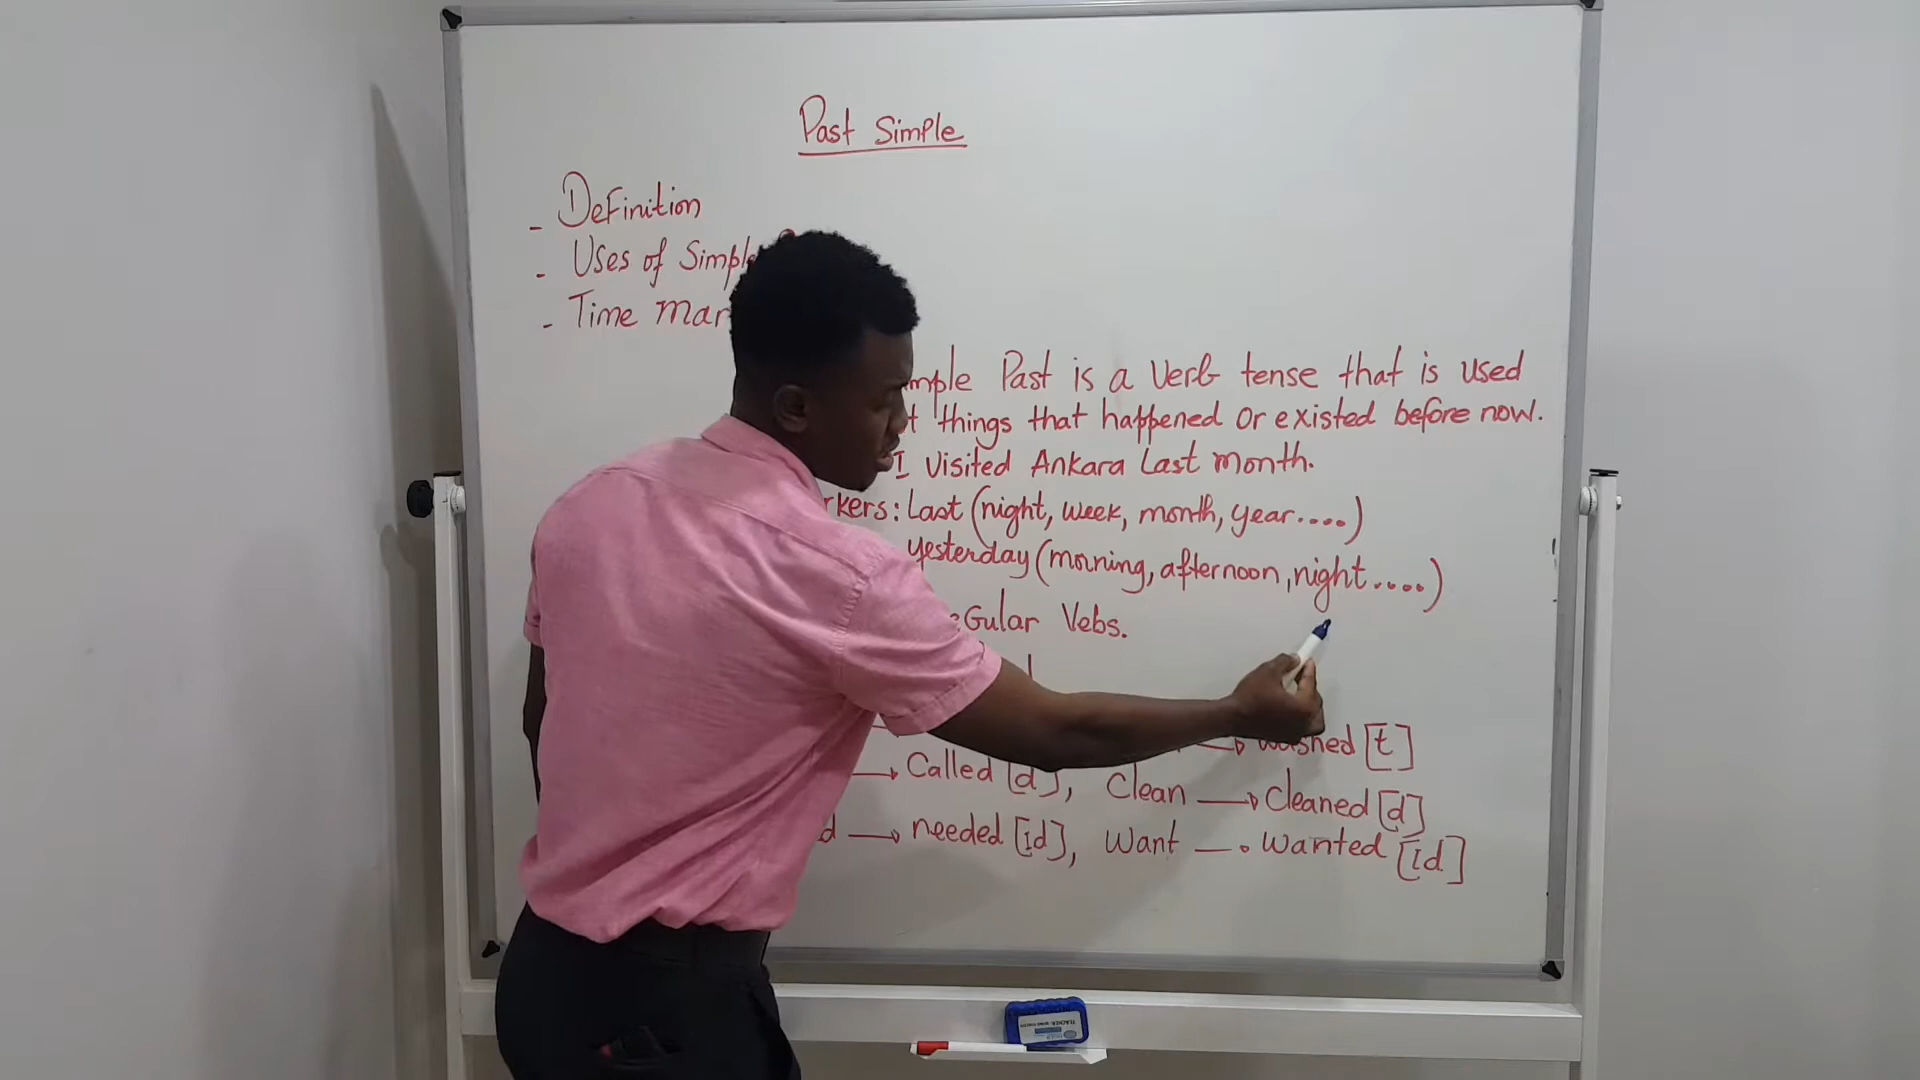 Past Simple
- Definition
- Uses of Simple
- Time Mar
mple Past is a verb tense that is used
t things that happened or existed before now.
I visited Ankara Last month.
rkers: Last (night, week, month, year....)
yesterday (morning, afternoon, night.....)
egular Vebs.
→ washed [t]
→ Called [d], Clean → Cleaned [d]
d → needed [Id], Want → Wanted [Id]